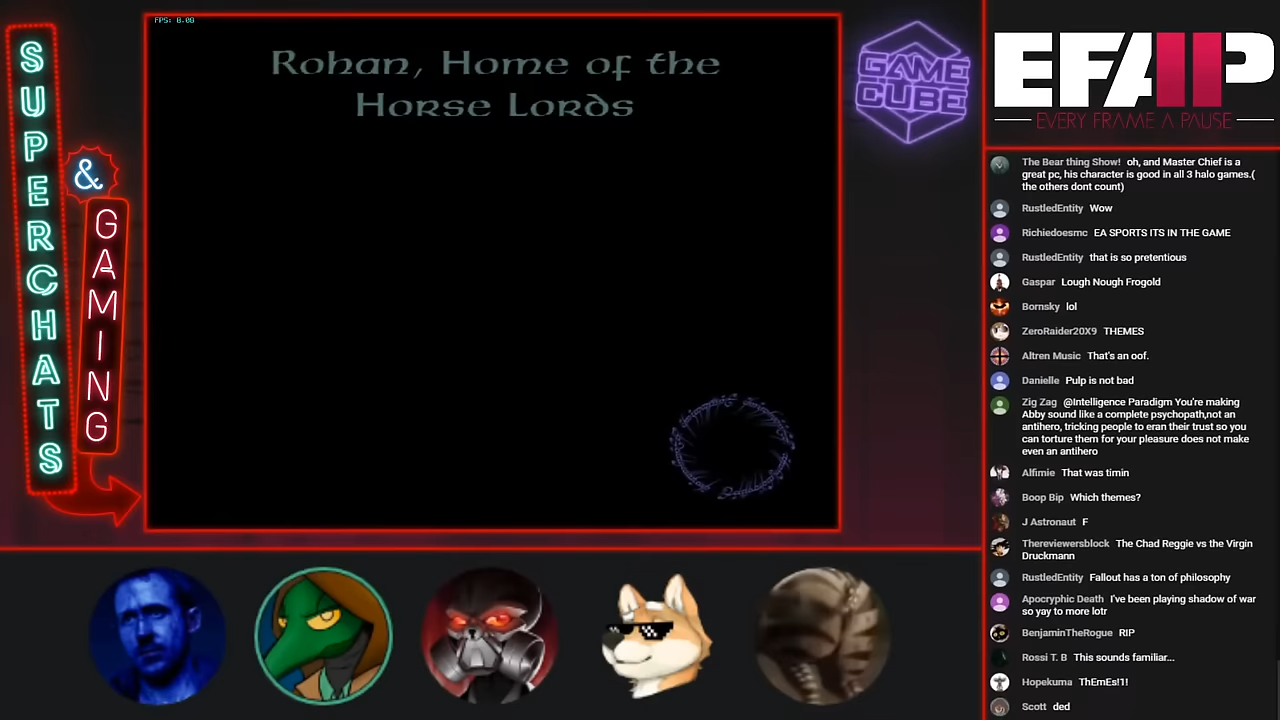 FPS: 8.08
Rohan, Home of the
Horse Lords
SUPERCHATS
&
GAMING
GAME
CUBE
EFAP
EVERY FRAME A PAUSE
The Bear thing Show! oh, and Master Chief is a
great pc, his character is good in all 3 halo games.(
the others dont count)
RustledEntity Wow
Richiedoesmc EA SPORTS ITS IN THE GAME
RustledEntity that is so pretentious
Gaspar Lough Nough Frogold
Bornsky lol
ZeroRaider20X9 THEMES
Altren Music That's an oof.
Danielle Pulp is not bad
Zig Zag @Intelligence Paradigm You're making
Abby sound like a complete psychopath,not an
antihero, tricking people to eran their trust so you
can torture them for your pleasure does not make
even an antihero
Alfimie That was timin
Boop Bip Which themes?
J Astronaut F
Thereviewersblock The Chad Reggie vs the Virgin
Druckmann
RustledEntity Fallout has a ton of philosophy
Apocryphic Death I've been playing shadow of war
so yay to more lotr
BenjaminTheRogue RIP
Rossi T. B This sounds familiar...
Hopekuma ThEmEs!1!
Scott ded